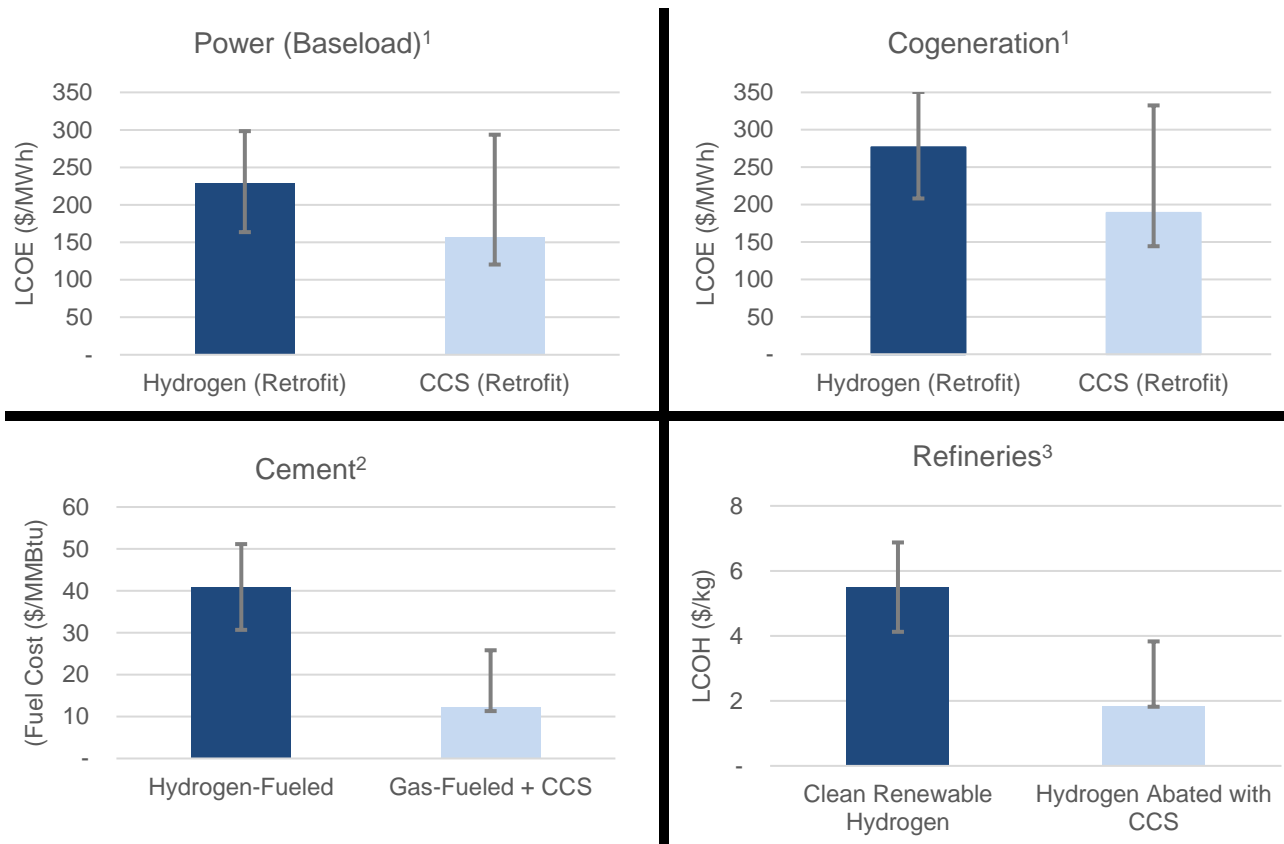 Power (Baseload)¹
LCOE ($/MWh)
350
300
250
200
150
100
50
-
Hydrogen (Retrofit) CCS (Retrofit)
Cogeneration¹
LCOE ($/MWh)
350
300
250
200
150
100
50
-
Hydrogen (Retrofit) CCS (Retrofit)
Cement²
(Fuel Cost ($/MMBtu)
60
50
40
30
20
10
-
Hydrogen-Fueled Gas-Fueled + CCS
Refineries³
LCOH ($/kg)
8
6
4
2
-
Clean Renewable Hydrogen Abated with
Hydrogen CCS